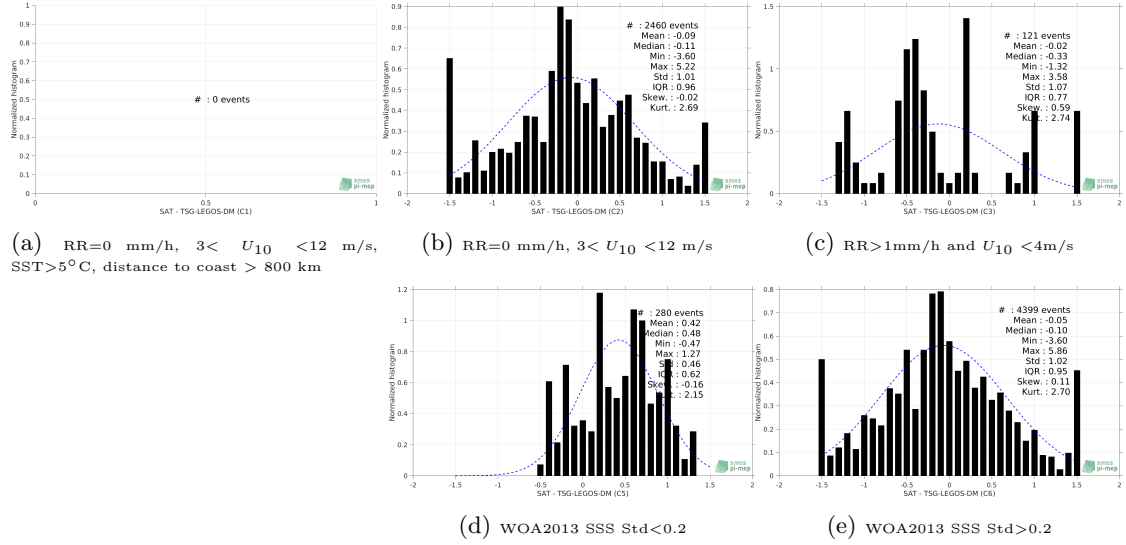 1
0.9
0.8
0.7
0.6
0.5
0.4
0.3
0.2
0.1
0
0
0.5
1
Normalized histogram
# : 0 events
SAT - TSG-LEGOS-DM (C1)
smos
pi-mep
(a) RR=0 mm/h, 3< U10 <12 m/s,
SST>5°C, distance to coast > 800 km
0.9
0.8
0.7
0.6
0.5
0.4
0.3
0.2
0.1
0
-2 -1.5 -1 -0.5 0 0.5 1 1.5 2
Normalized histogram
# : 2460 events
Mean : -0.09
Median : -0.11
Min : -3.60
Max : 5.22
Std : 1.01
IQR : 0.96
Skew. : -0.02
Kurt. : 2.69
SAT - TSG-LEGOS-DM (C2)
smos
pi-mep
(b) RR=0 mm/h, 3< U10 <12 m/s
1.5
1
0.5
0
-2 -1.5 -1 -0.5 0 0.5 1 1.5 2
Normalized histogram
# : 121 events
Mean : -0.02
Median : -0.33
Min : -1.32
Max : 3.58
Std : 1.07
IQR : 0.77
Skew. : 0.59
Kurt. : 2.74
SAT - TSG-LEGOS-DM (C3)
smos
pi-mep
(c) RR>1mm/h and U10 <4m/s
1.2
1
0.8
0.6
0.4
0.2
0
-2 -1.5 -1 -0.5 0 0.5 1 1.5 2
Normalized histogram
# : 280 events
Mean : 0.42
Median : 0.48
Min : -0.47
Max : 1.27
Std : 0.46
IQR : 0.62
Skew. : -0.16
Kurt. : 2.15
SAT - TSG-LEGOS-DM (C5)
smos
pi-mep
(d) WOA2013 SSS Std<0.2
0.8
0.7
0.6
0.5
0.4
0.3
0.2
0.1
0
-2 -1.5 -1 -0.5 0 0.5 1 1.5 2
Normalized histogram
# : 4399 events
Mean : -0.05
Median : -0.10
Min : -3.60
Max : 5.86
Std : 1.02
IQR : 0.95
Skew. : 0.11
Kurt. : 2.70
SAT - TSG-LEGOS-DM (C6)
smos
pi-mep
(e) WOA2013 SSS Std>0.2